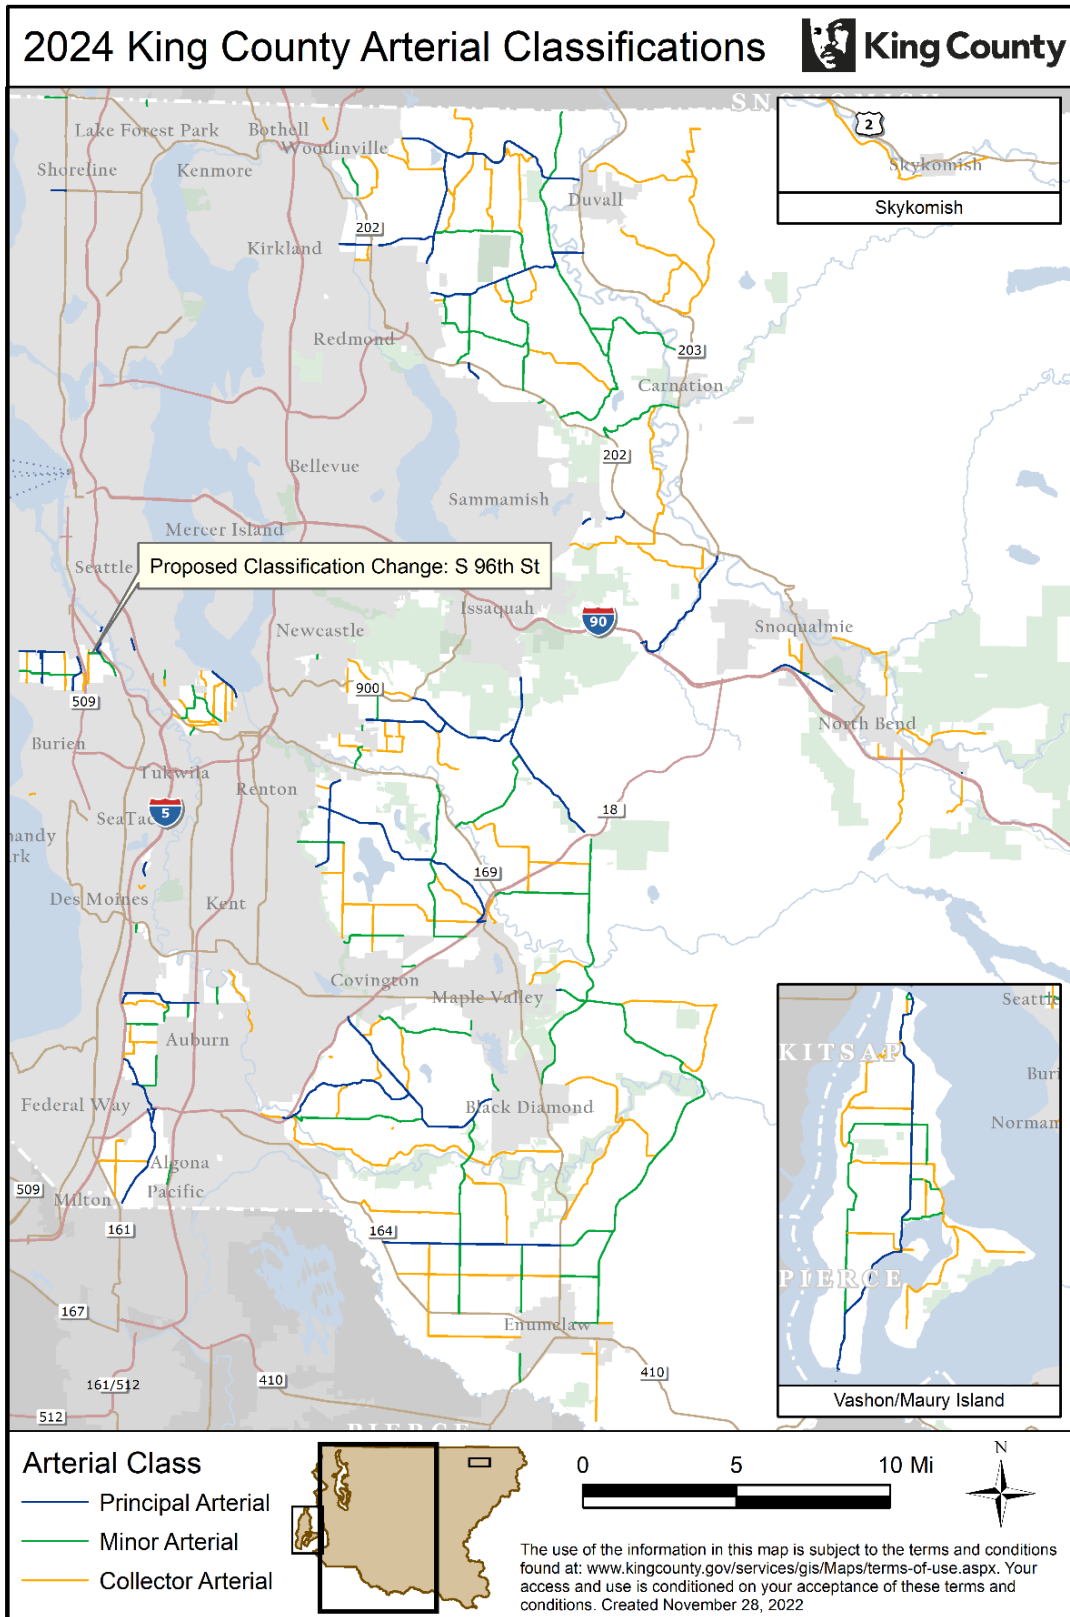 2024 King County Arterial Classifications
King County
SNOHOMISH
Lake Forest Park
Bothell
Woodinville
Shoreline
Kenmore
2
Skykomish
Skykomish
Duvall
202
Kirkland
Redmond
203
Carnation
202
Bellevue
Sammamish
Mercer Island
Proposed Classification Change: S 96th St
Seattle
Issaquah
90
Newcastle
Snoqualmie
900
509
North Bend
Burien
Tukwila
Renton
SeaTac
5
18
andy
rk
169
Des Moines
Kent
Covington
Maple Valley
Seattle
Auburn
KITSAP
Buri
Federal Way
Black Diamond
Norman
Algona
Pacific
509
Milton
161
164
PIERCE
167
Enumclaw
410
410
161/512
Vashon/Maury Island
512
PIERCE
Arterial Class
Principal Arterial
Minor Arterial
Collector Arterial
0 5 10 Mi
N
The use of the information in this map is subject to the terms and conditions
found at: www.kingcounty.gov/services/gis/Maps/terms-of-use.aspx. Your
access and use is conditioned on your acceptance of these terms and
conditions. Created November 28, 2022